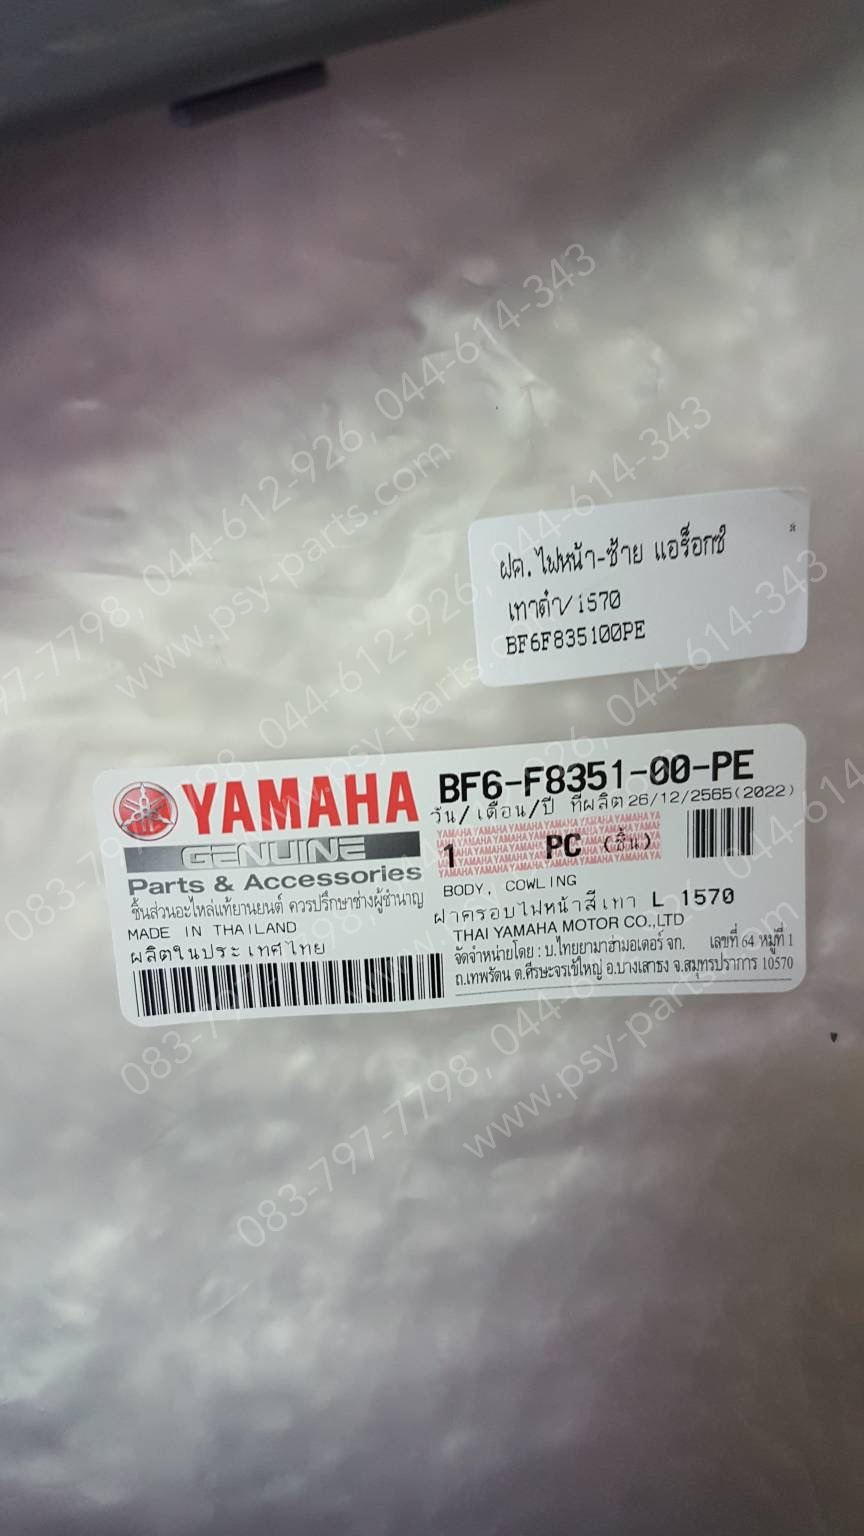 ฝค.ไฟหน้า-ซ้าย แอร็อกซ์
เทาดำ/1570
BF6F835100PE
YAMAHA
GENUINE
Parts & Accessories
ชิ้นส่วนอะไหล่แท้ยานยนต์ ควรปรึกษาช่างผู้ชำนาญ
MADE IN THAILAND
ผลิตในประเทศไทย
BF6-F8351-00-PE
วัน/เดือน/ปี ที่ผลิต26/12/2565(2022)
1 PC (ชิ้น)
BODY, COWLING
ฝาครอบไฟหน้าสีเทา L 1570
THAI YAMAHA MOTOR CO.,LTD
จัดจำหน่ายโดย : บ.ไทยยามาฮ่ามอเตอร์ จก. เลขที่ 64 หมู่ที่ 1
ถ.เทพรัตน ต.ศีรษะจรเข้ใหญ่ อ.บางเสาธง จ.สมุทรปราการ 10570
083-797-7798, 044-612-926, 044-614-343
www.psy-parts.com